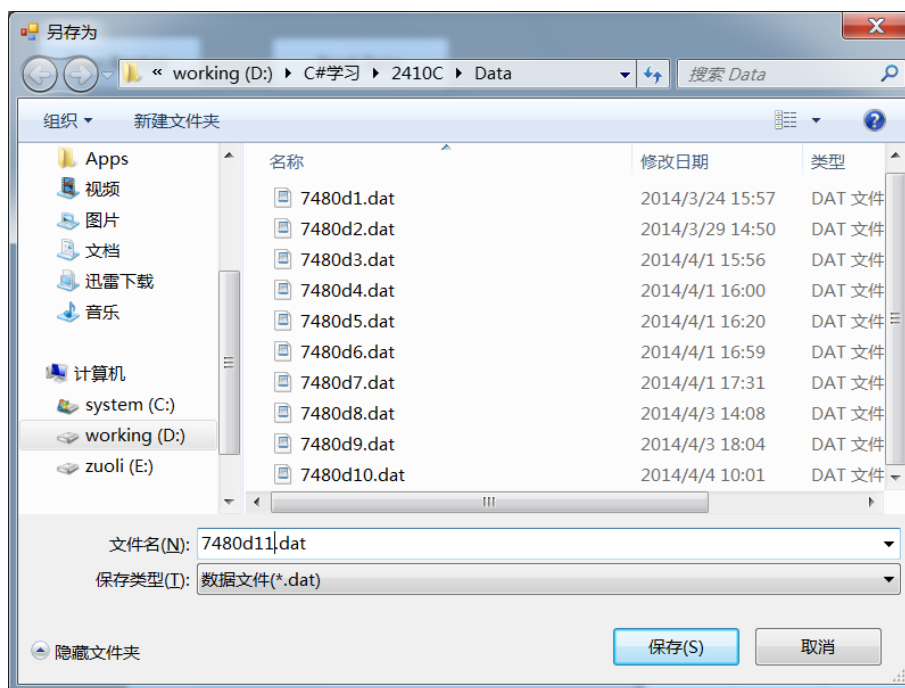 另存为
« working (D:) ▸ C#学习 ▸ 2410C ▸ Data
搜索 Data
组织 新建文件夹
Apps
视频
图片
文档
迅雷下载
音乐
计算机
system (C:)
working (D:)
zuoli (E:)
名称 修改日期 类型
7480d1.dat 2014/3/24 15:57 DAT 文件
7480d2.dat 2014/3/29 14:50 DAT 文件
7480d3.dat 2014/4/1 15:56 DAT 文件
7480d4.dat 2014/4/1 16:00 DAT 文件
7480d5.dat 2014/4/1 16:20 DAT 文件
7480d6.dat 2014/4/1 16:59 DAT 文件
7480d7.dat 2014/4/1 17:31 DAT 文件
7480d8.dat 2014/4/3 14:08 DAT 文件
7480d9.dat 2014/4/3 18:04 DAT 文件
7480d10.dat 2014/4/4 10:01 DAT 文件
文件名(N): 7480d11.dat
保存类型(T): 数据文件(*.dat)
隐藏文件夹 保存(S) 取消